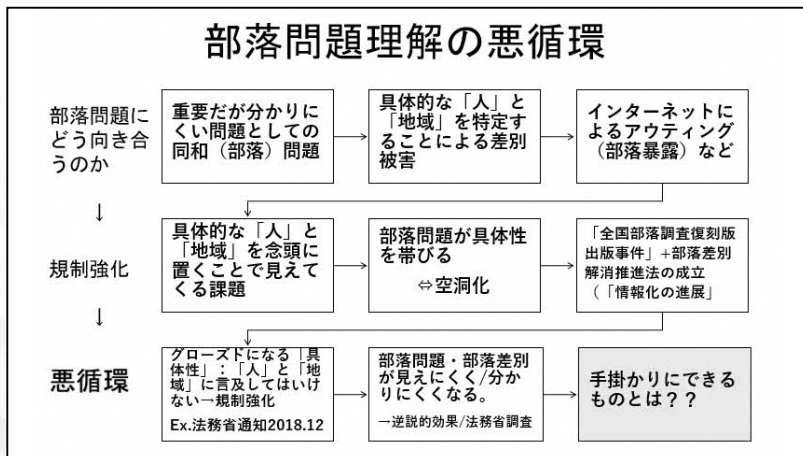 部落問題理解の悪循環
部落問題に
どう向き合
うのか
↓
規制強化
↓
悪循環
重要だが分かりに
くい問題としての
同和（部落）問題
具体的な「人」と
「地域」を特定す
ることによる差別
被害
インターネットに
よるアウティング
（部落暴露）など
具体的な「人」と
「地域」を念頭に
置くことで見えて
くる課題
部落問題が具体性
を帯びる
⇔空洞化
「全国部落調査復刻版
出版事件」+部落差別
解消推進法の成立
（「情報化の進展」
グローズドになる「具
体性」：「人」と「地
域」に言及してはいけ
ない→規制強化
Ex.法務省通知2018.12
部落問題・部落差別
が見えにくく/分か
りにくくなる。
→逆説的効果/法務省調査
手掛かりにできる
ものとは？？